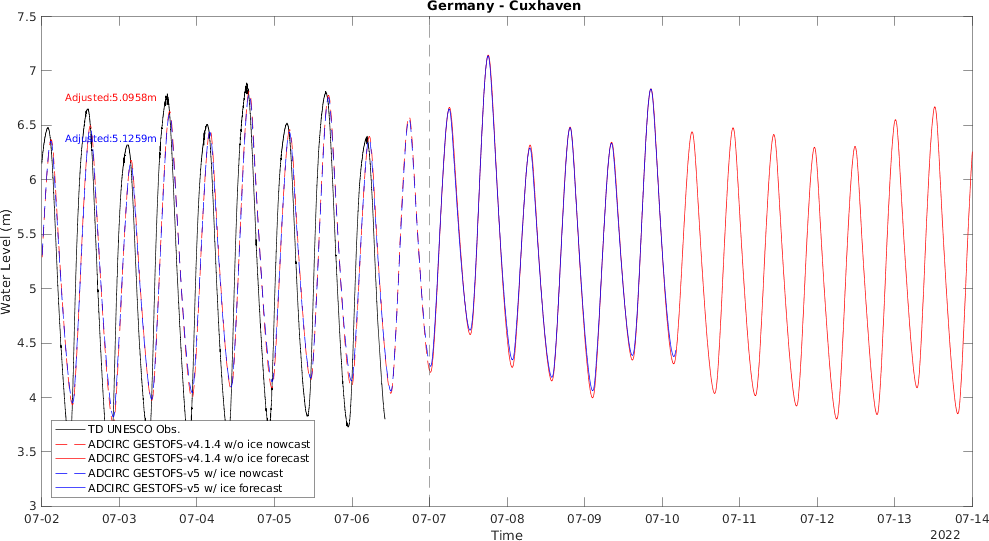 Germany - Cuxhaven
7.5
7
6.5
6
5.5
5
4.5
4
3.5
3
Water Level (m)
Adjusted:5.0958m
Adjusted:5.1259m
TD UNESCO Obs.
ADCIRC GESTOFS-v4.1.4 w/o ice nowcast
ADCIRC GESTOFS-v4.1.4 w/o ice forecast
ADCIRC GESTOFS-v5 w/ ice nowcast
ADCIRC GESTOFS-v5 w/ ice forecast
07-02 07-03 07-04 07-05 07-06 07-07 07-08 07-09 07-10 07-11 07-12 07-13 07-14
Time
2022